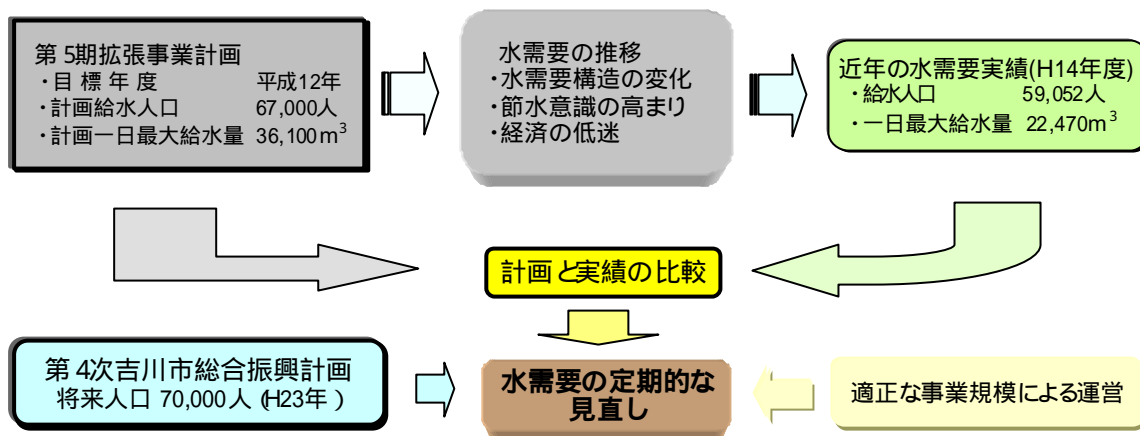 第5期拡張事業計画
・目標年度 平成12年
・計画給水人口 67,000人
・計画一日最大給水量 36,100m³
水需要の推移
・水需要構造の変化
・節水意識の高まり
・経済の低迷
近年の水需要実績(H14年度)
・給水人口 59,052人
・一日最大給水量 22,470m³
計画と実績の比較
第4次吉川市総合振興計画
将来人口 70,000人(H23年)
水需要の定期的な
見直し
適正な事業規模による運営